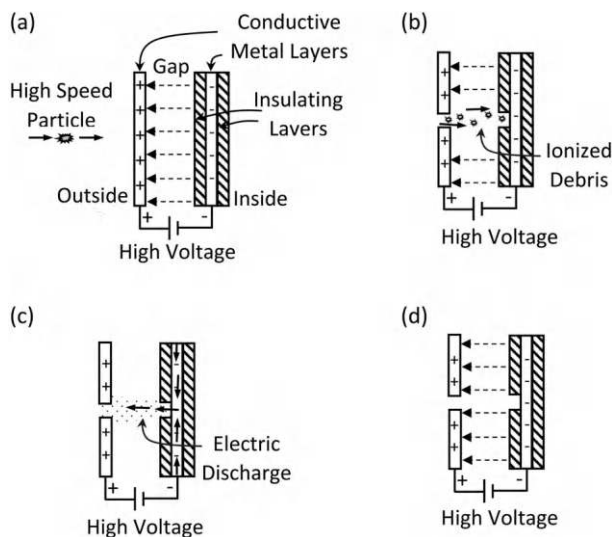 (a)
Conductive
Metal Layers
Gap
High Speed
Particle
Insulating
Lavers
Outside
Inside
+ -
High Voltage
(b)
Ionized
Debris
+ -
High Voltage
(c)
Electric
Discharge
+ -
High Voltage
(d)
+ -
High Voltage